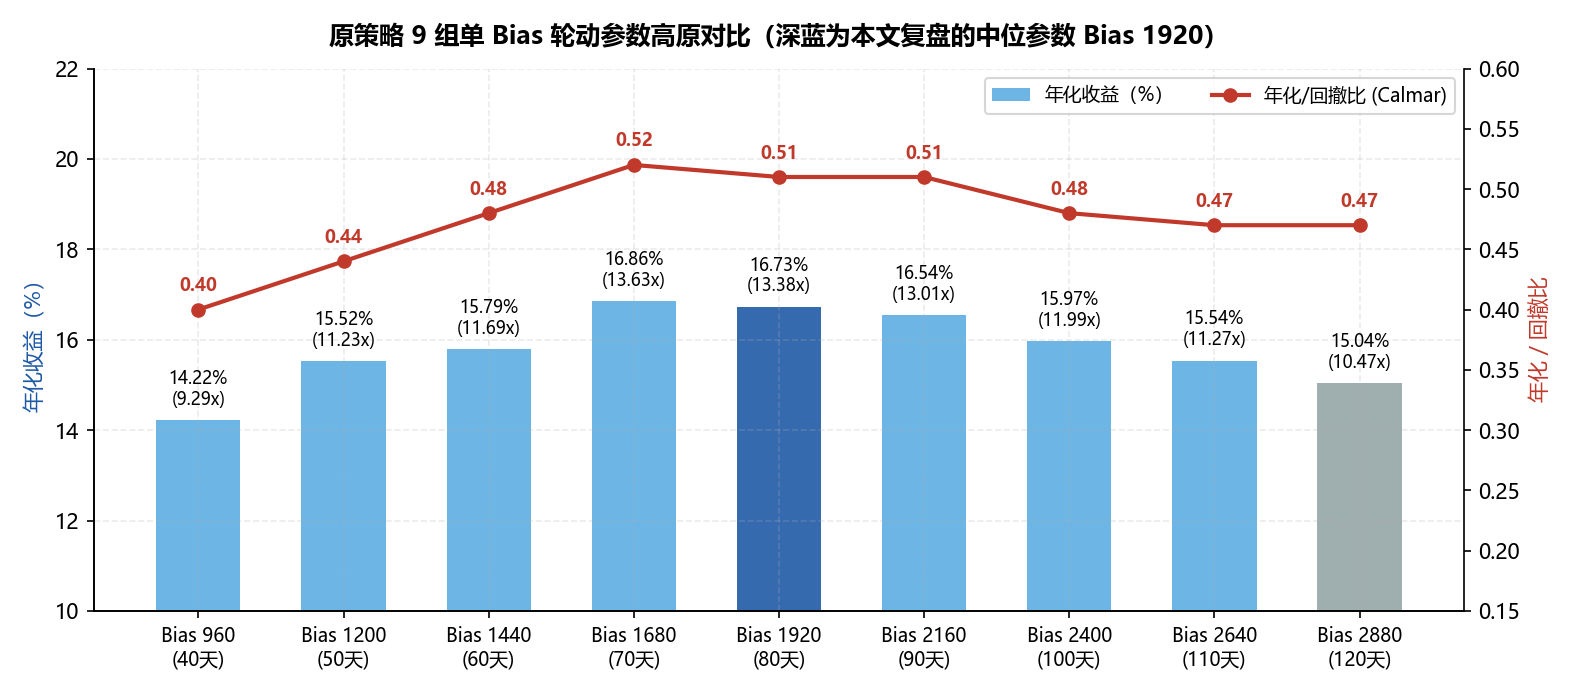 原策略 9 组单 Bias 轮动参数高原对比（深蓝为本文复盘的中位参数 Bias 1920）
年化收益（%）
年化/回撤比 (Calmar)
年化收益（%）
22
20
18
16
14
12
10
0.40
0.44
0.48
0.52
0.51
0.51
0.48
0.47
0.47
14.22%
(9.29x)
15.52%
(11.23x)
15.79%
(11.69x)
16.86%
(13.63x)
16.73%
(13.38x)
16.54%
(13.01x)
15.97%
(11.99x)
15.54%
(11.27x)
15.04%
(10.47x)
0.60
0.55
0.50
0.45
0.40
0.35
0.30
0.25
0.20
0.15
年化 / 回撤比
Bias 960
(40天)
Bias 1200
(50天)
Bias 1440
(60天)
Bias 1680
(70天)
Bias 1920
(80天)
Bias 2160
(90天)
Bias 2400
(100天)
Bias 2640
(110天)
Bias 2880
(120天)